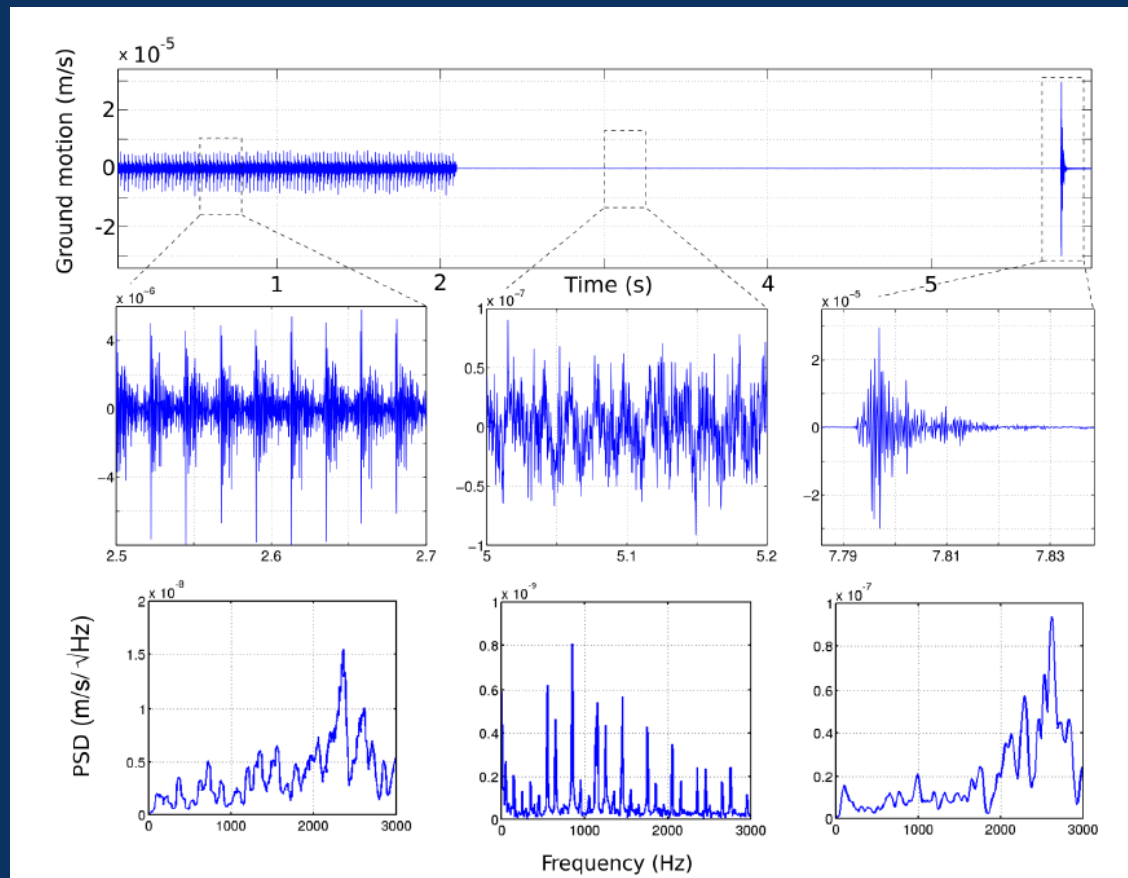 x 10⁻⁵
Ground motion (m/s)
2
0
-2
1 2 Time (s) 4 5
x 10⁻⁶
4
0
−4
2.5 2.6 2.7
x 10⁻⁷
1
0.5
0
−0.5
−1
5 5.1 5.2
x 10⁻⁵
2
0
−2
7.79 7.81 7.83
PSD (m/s/ √Hz)
x 10⁻⁸
2
1.5
1
0.5
0
0 1000 2000 3000
x 10⁻⁹
1
0.8
0.6
0.4
0.2
0
0 1000 2000 3000
x 10⁻⁷
1
0.8
0.6
0.4
0.2
0
0 1000 2000 3000
Frequency (Hz)